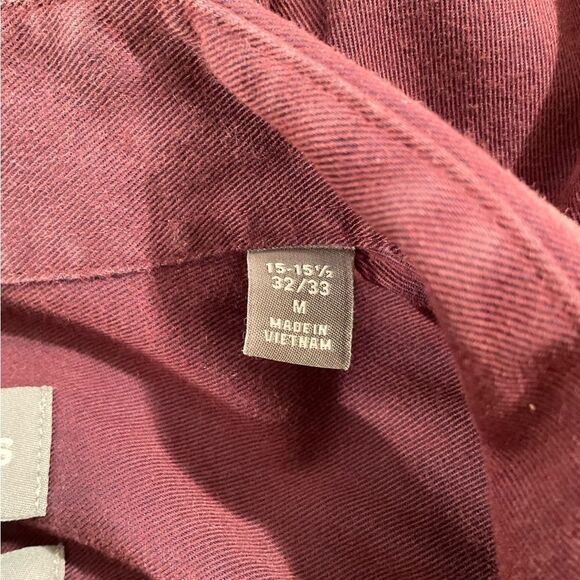 15-15½
32/33
M
MADE IN
VIETNAM
S